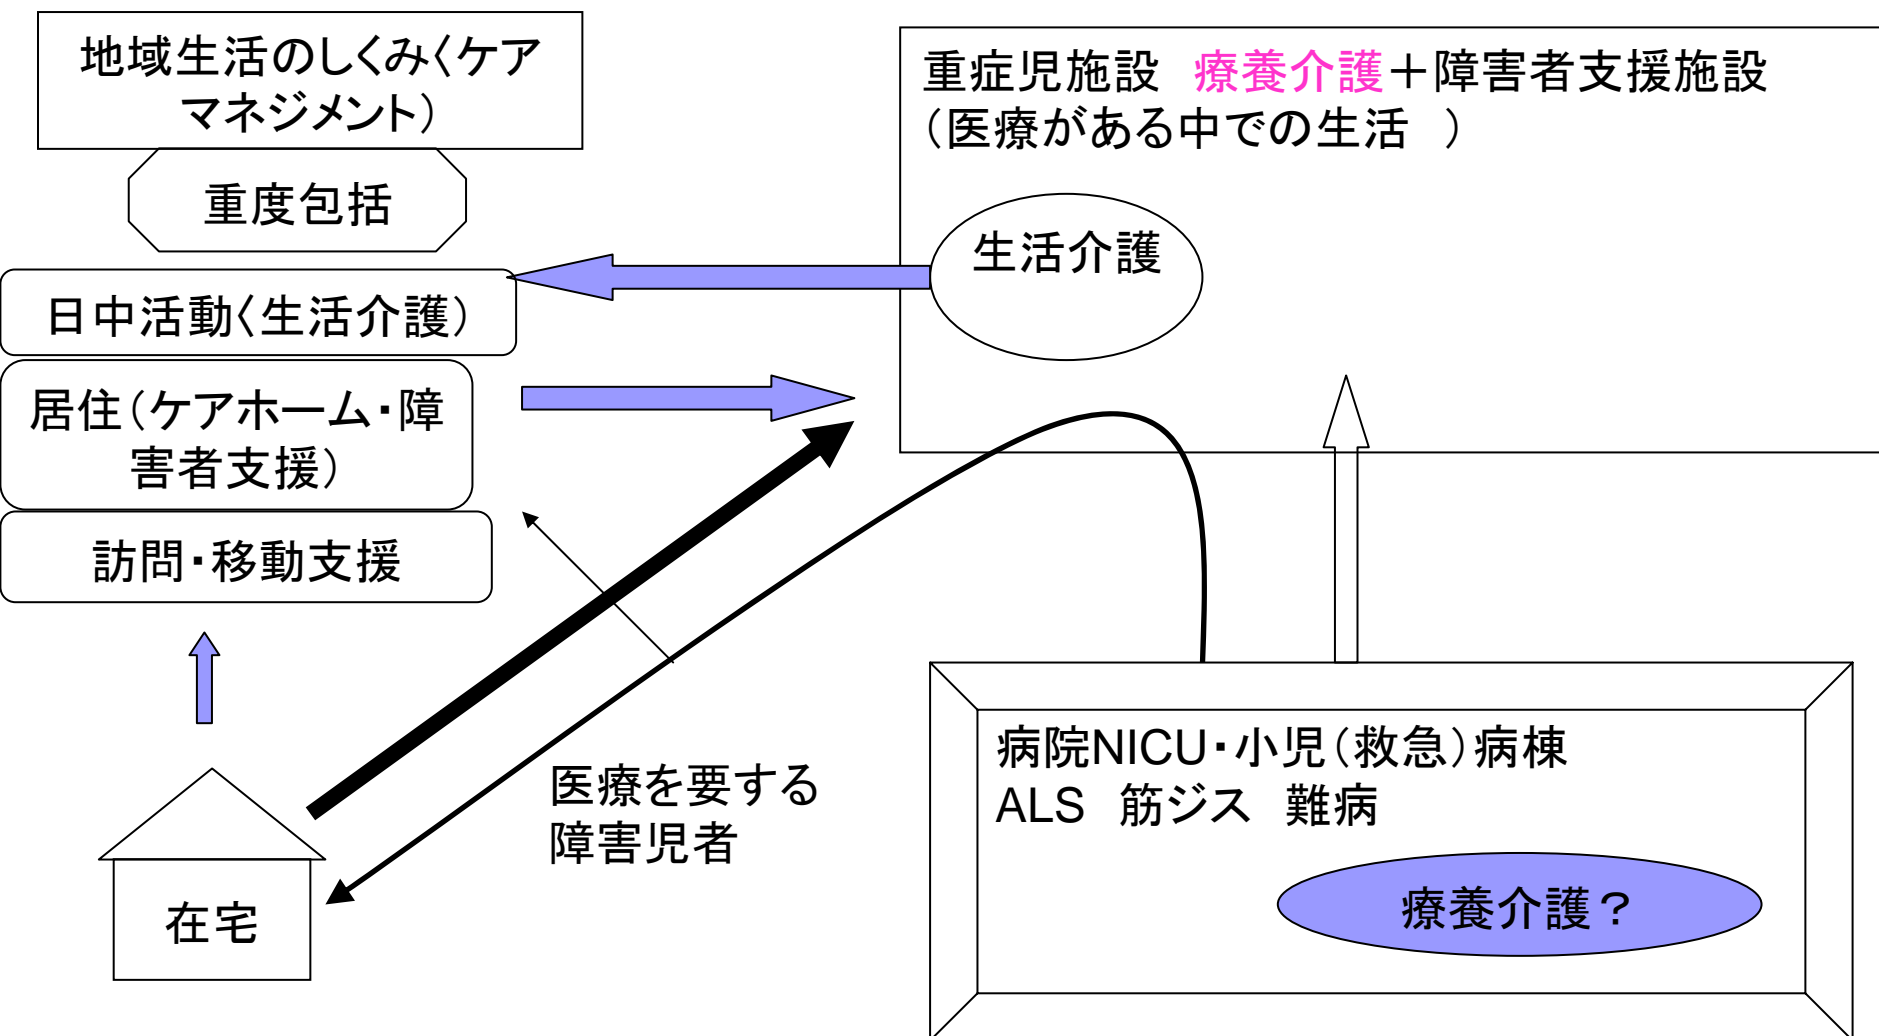 地域生活のしくみ〈ケア
マネジメント）
重度包括
日中活動〈生活介護）
居住（ケアホーム・障
害者支援）
訪問・移動支援
在宅
医療を要する
障害児者
重症児施設　療養介護＋障害者支援施設
（医療がある中での生活　）
生活介護
病院NICU・小児（救急）病棟
ALS　筋ジス　難病
療養介護？